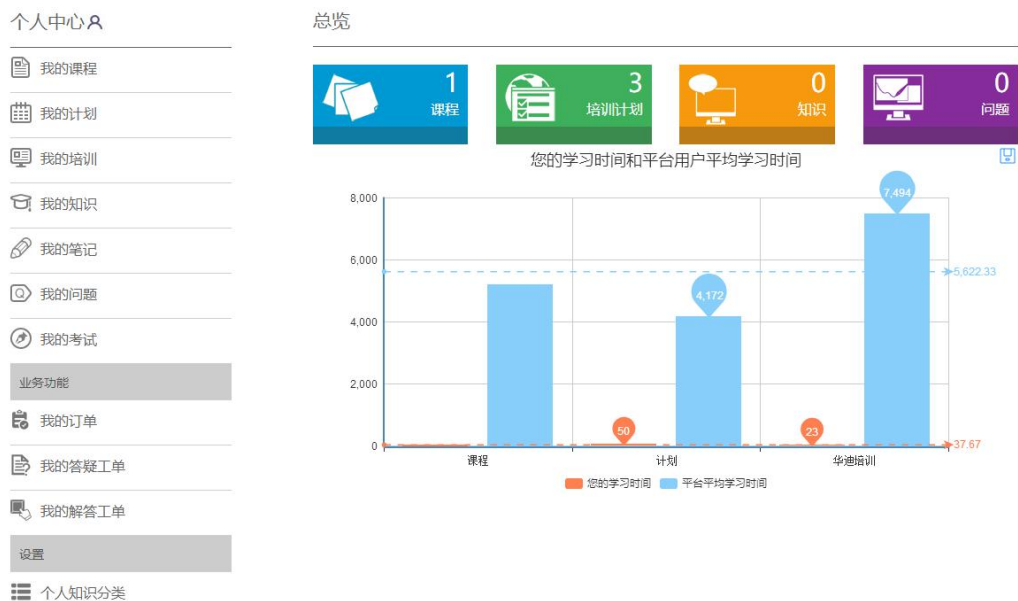 个人中心
我的课程
我的计划
我的培训
我的知识
我的笔记
我的问题
我的考试
业务功能
我的订单
我的答疑工单
我的解答工单
设置
个人知识分类
总览
1
课程
3
培训计划
0
知识
0
问题
您的学习时间和平台用户平均学习时间
8,000
6,000
4,000
2,000
0
7,494
5,622.33
4,172
50
23
37.67
课程
计划
华迪培训
您的学习时间 平台平均学习时间